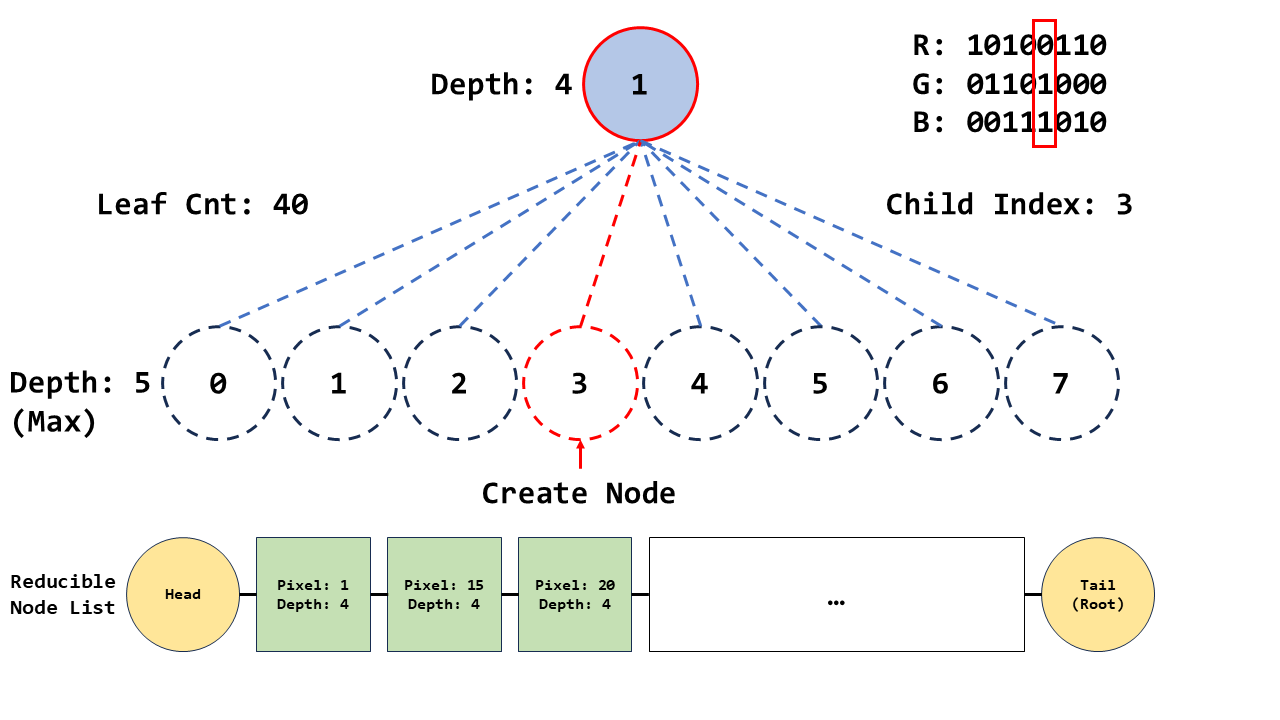 Depth: 4
1
R: 10100110
G: 01101000
B: 00111010
Leaf Cnt: 40
Child Index: 3
Depth: 5
(Max)
0
1
2
3
4
5
6
7
Create Node
Reducible
Node List
Head
Pixel: 1
Depth: 4
Pixel: 15
Depth: 4
Pixel: 20
Depth: 4
…
Tail
(Root)